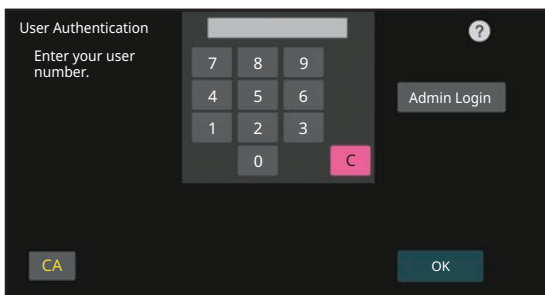 User Authentication
?
Enter your user
number.
7 8 9
4 5 6
Admin Login
1 2 3
0 C
CA
OK